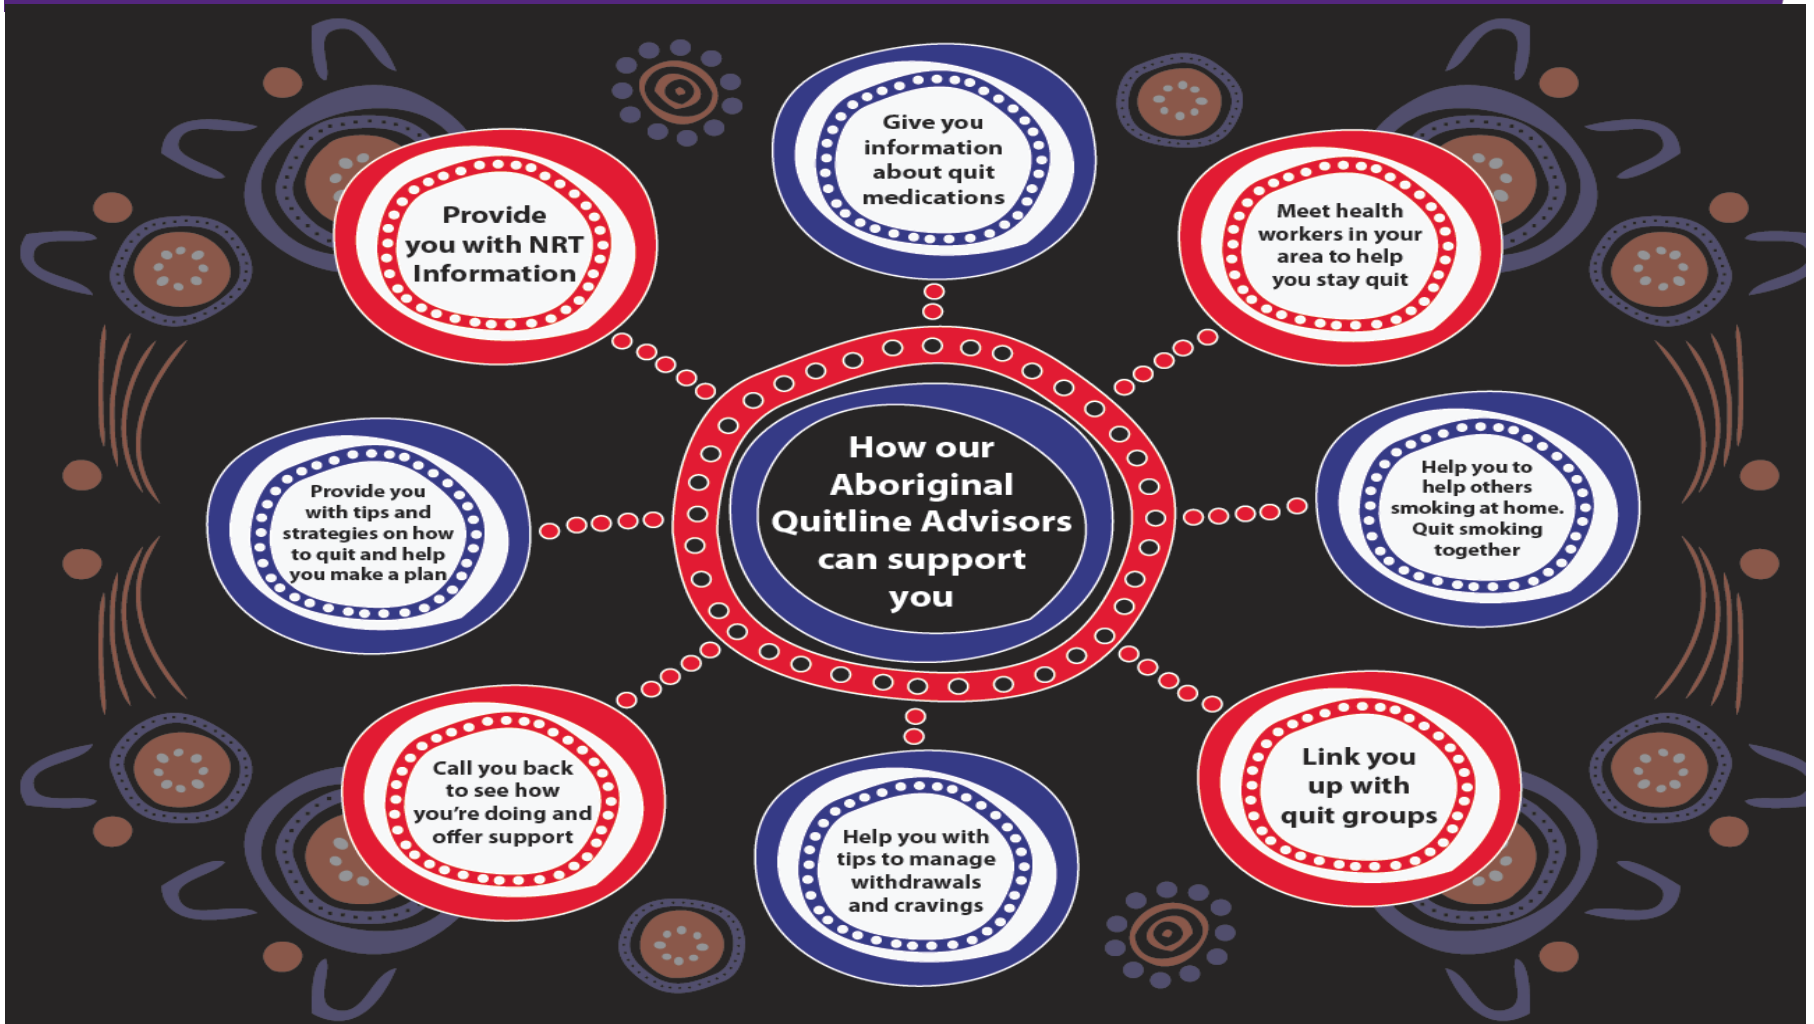 Give you
information
about quit
medications
Provide
you with NRT
Information
Meet health
workers in your
area to help
you stay quit
How our
Aboriginal
Quitline Advisors
can support
you
Provide you
with tips and
strategies on how
to quit and help
you make a plan
Help you to
help others
smoking at home.
Quit smoking
together
Call you back
to see how
you’re doing and
offer support
Help you with
tips to manage
withdrawals
and cravings
Link you
up with
quit groups